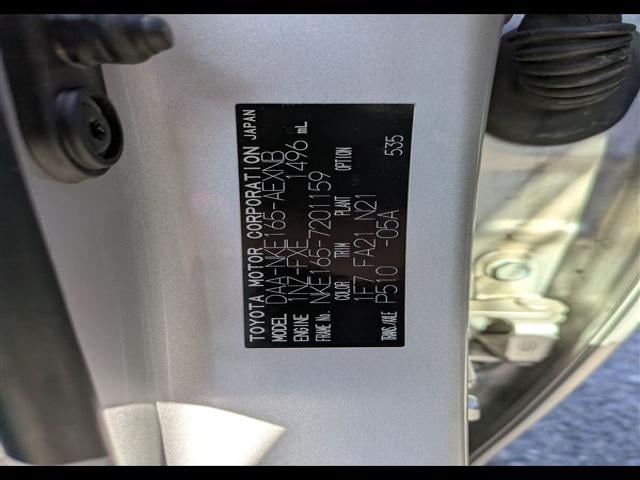 TOYOTA MOTOR CORPORATION JAPAN
MODEL DAA-NKE165-AEXNB
ENGINE 1NZ-FXE 1496 mL
FRAME No. NKE165-7201159
COLOR TRIM PLANT OPTION
1F7 FA21 N21
TRANS./AXLE P510 -05A 535